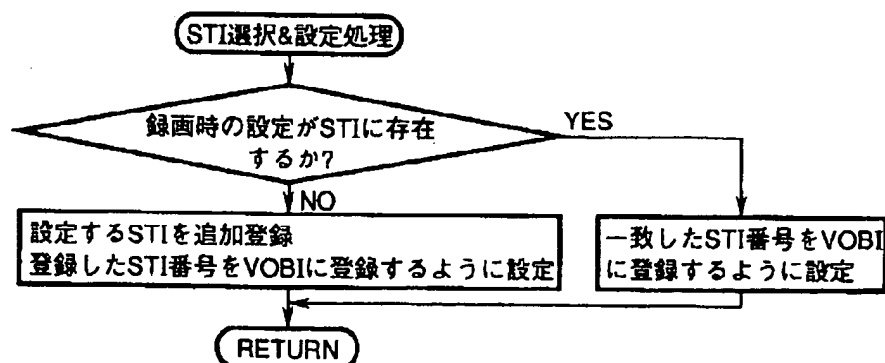 STI選択&設定処理
録画時の設定がSTIに存在
するか?
YES
NO
設定するSTIを追加登録
登録したSTI番号をVOBIに登録するように設定
一致したSTI番号をVOBI
に登録するように設定
RETURN